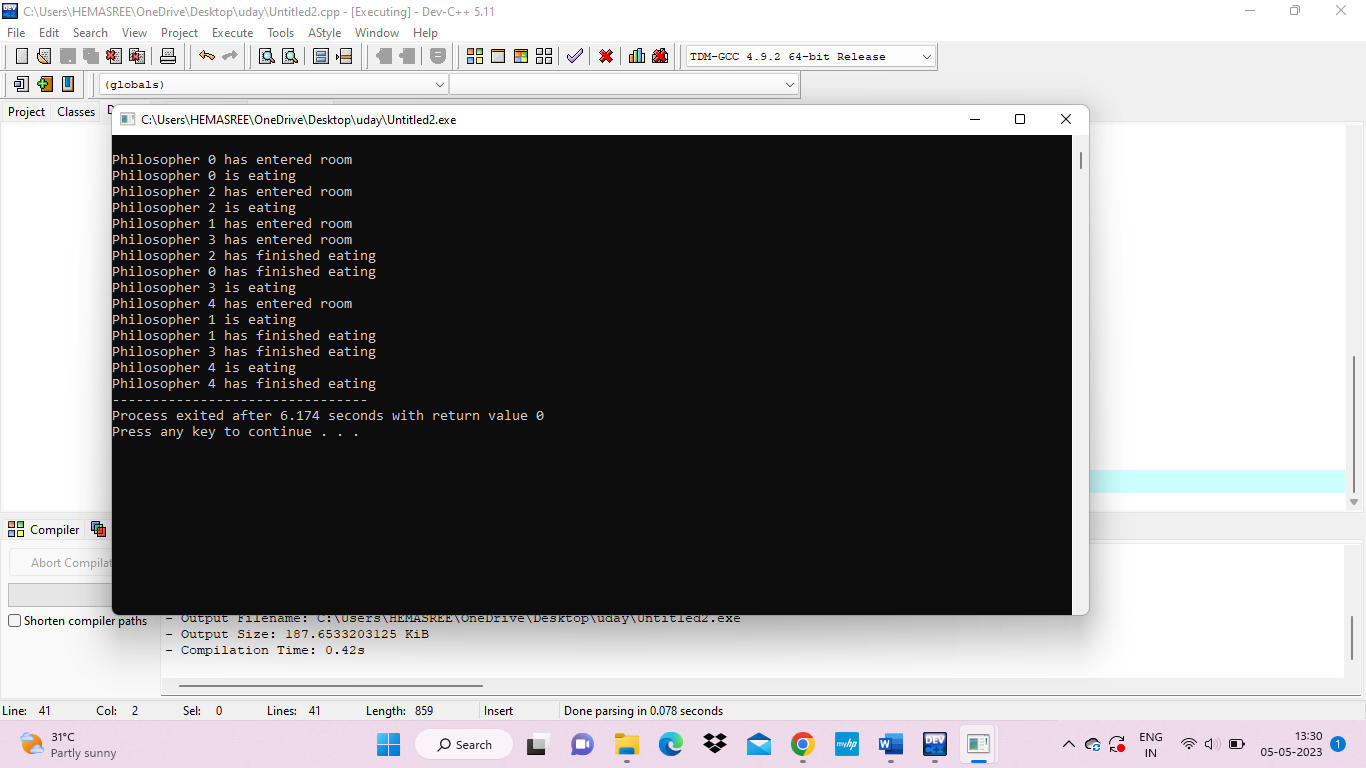 C:\Users\HEMASREE\OneDrive\Desktop\uday\Untitled2.cpp - [Executing] - Dev-C++ 5.11
File Edit Search View Project Execute Tools AStyle Window Help
TDM-GCC 4.9.2 64-bit Release
(globals)
Project Classes
C:\Users\HEMASREE\OneDrive\Desktop\uday\Untitled2.exe
Philosopher 0 has entered room
Philosopher 0 is eating
Philosopher 2 has entered room
Philosopher 2 is eating
Philosopher 1 has entered room
Philosopher 3 has entered room
Philosopher 2 has finished eating
Philosopher 0 has finished eating
Philosopher 3 is eating
Philosopher 4 has entered room
Philosopher 1 is eating
Philosopher 1 has finished eating
Philosopher 3 has finished eating
Philosopher 4 is eating
Philosopher 4 has finished eating
--------------------------------
Process exited after 6.174 seconds with return value 0
Press any key to continue . . .
Compiler
Abort Compilat
Shorten compiler paths
- Output Filename: C:\Users\HEMASREE\OneDrive\Desktop\uday\Untitled2.exe
- Output Size: 187.6533203125 KiB
- Compilation Time: 0.42s
Line: 41 Col: 2 Sel: 0 Lines: 41 Length: 859 Insert Done parsing in 0.078 seconds
31°C
Partly sunny
Search
myhp
DEV
ENG
IN
13:30
05-05-2023
1